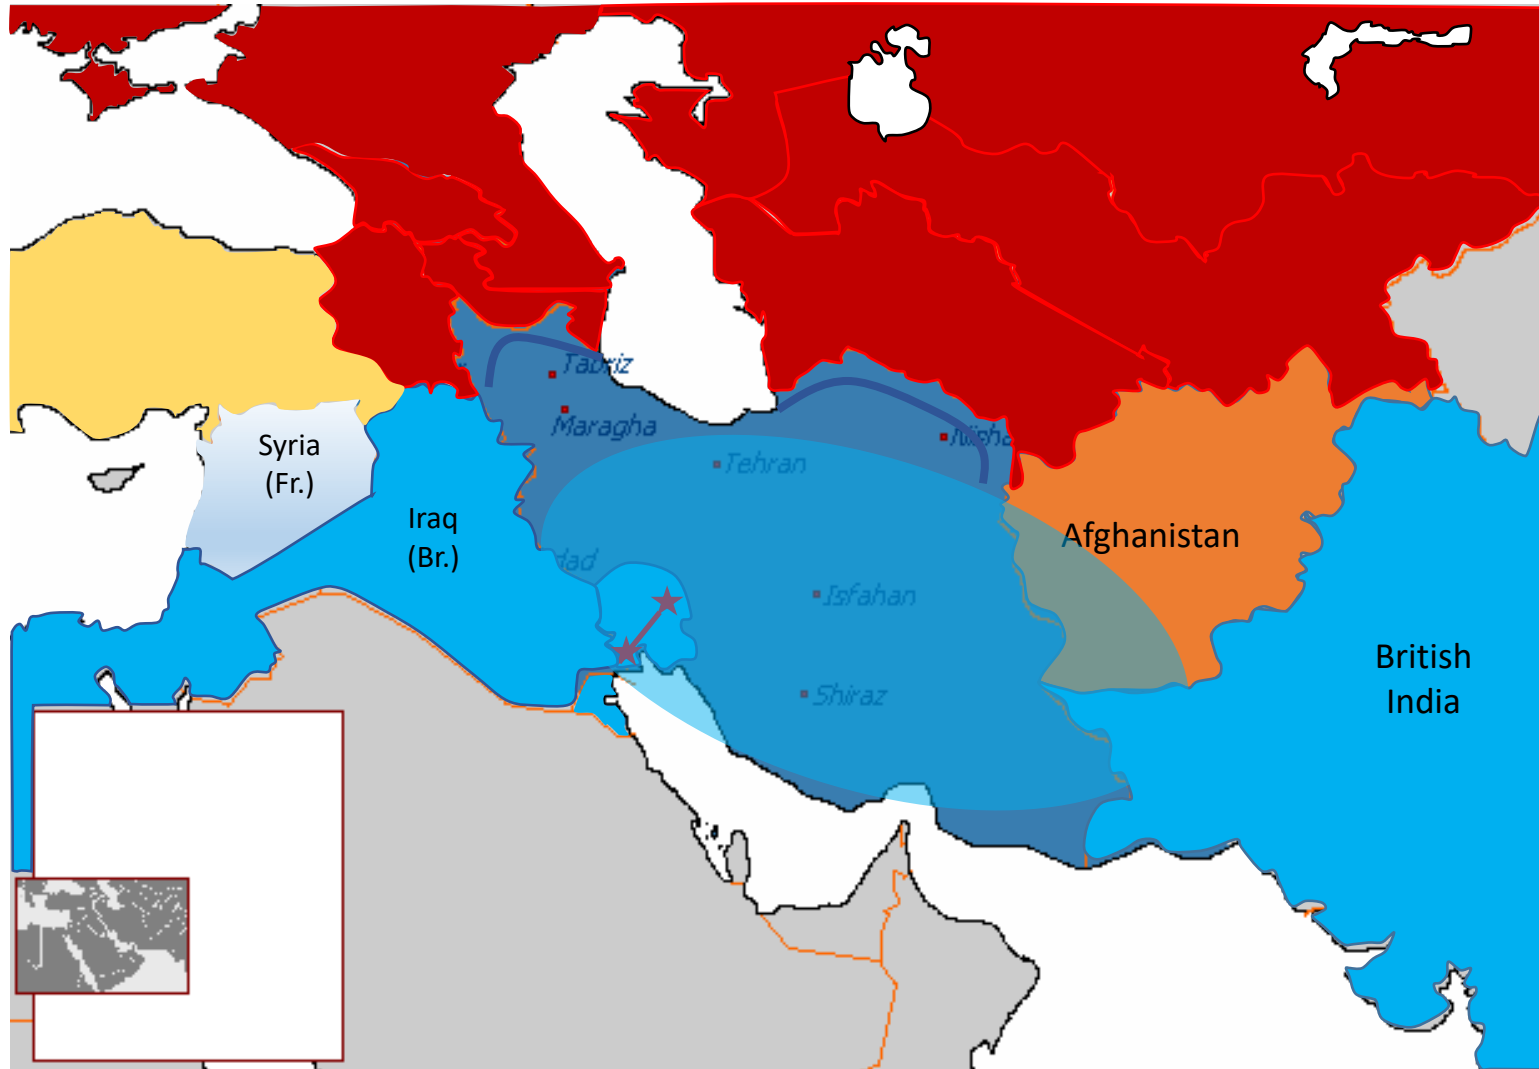 Tabriz
Maragha
Tehran
Syria
(Fr.)
Iraq
(Br.)
Afghanistan
Isfahan
Shiraz
British
India